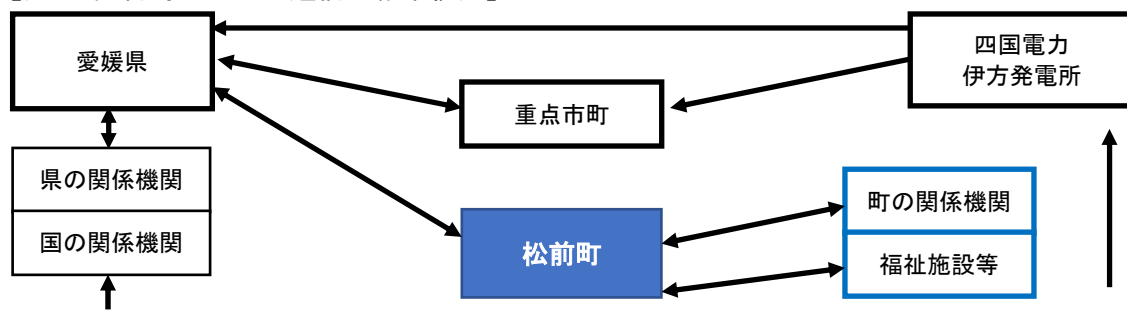 愛媛県
四国電力
伊方発電所
重点市町
県の関係機関
国の関係機関
松前町
町の関係機関
福祉施設等